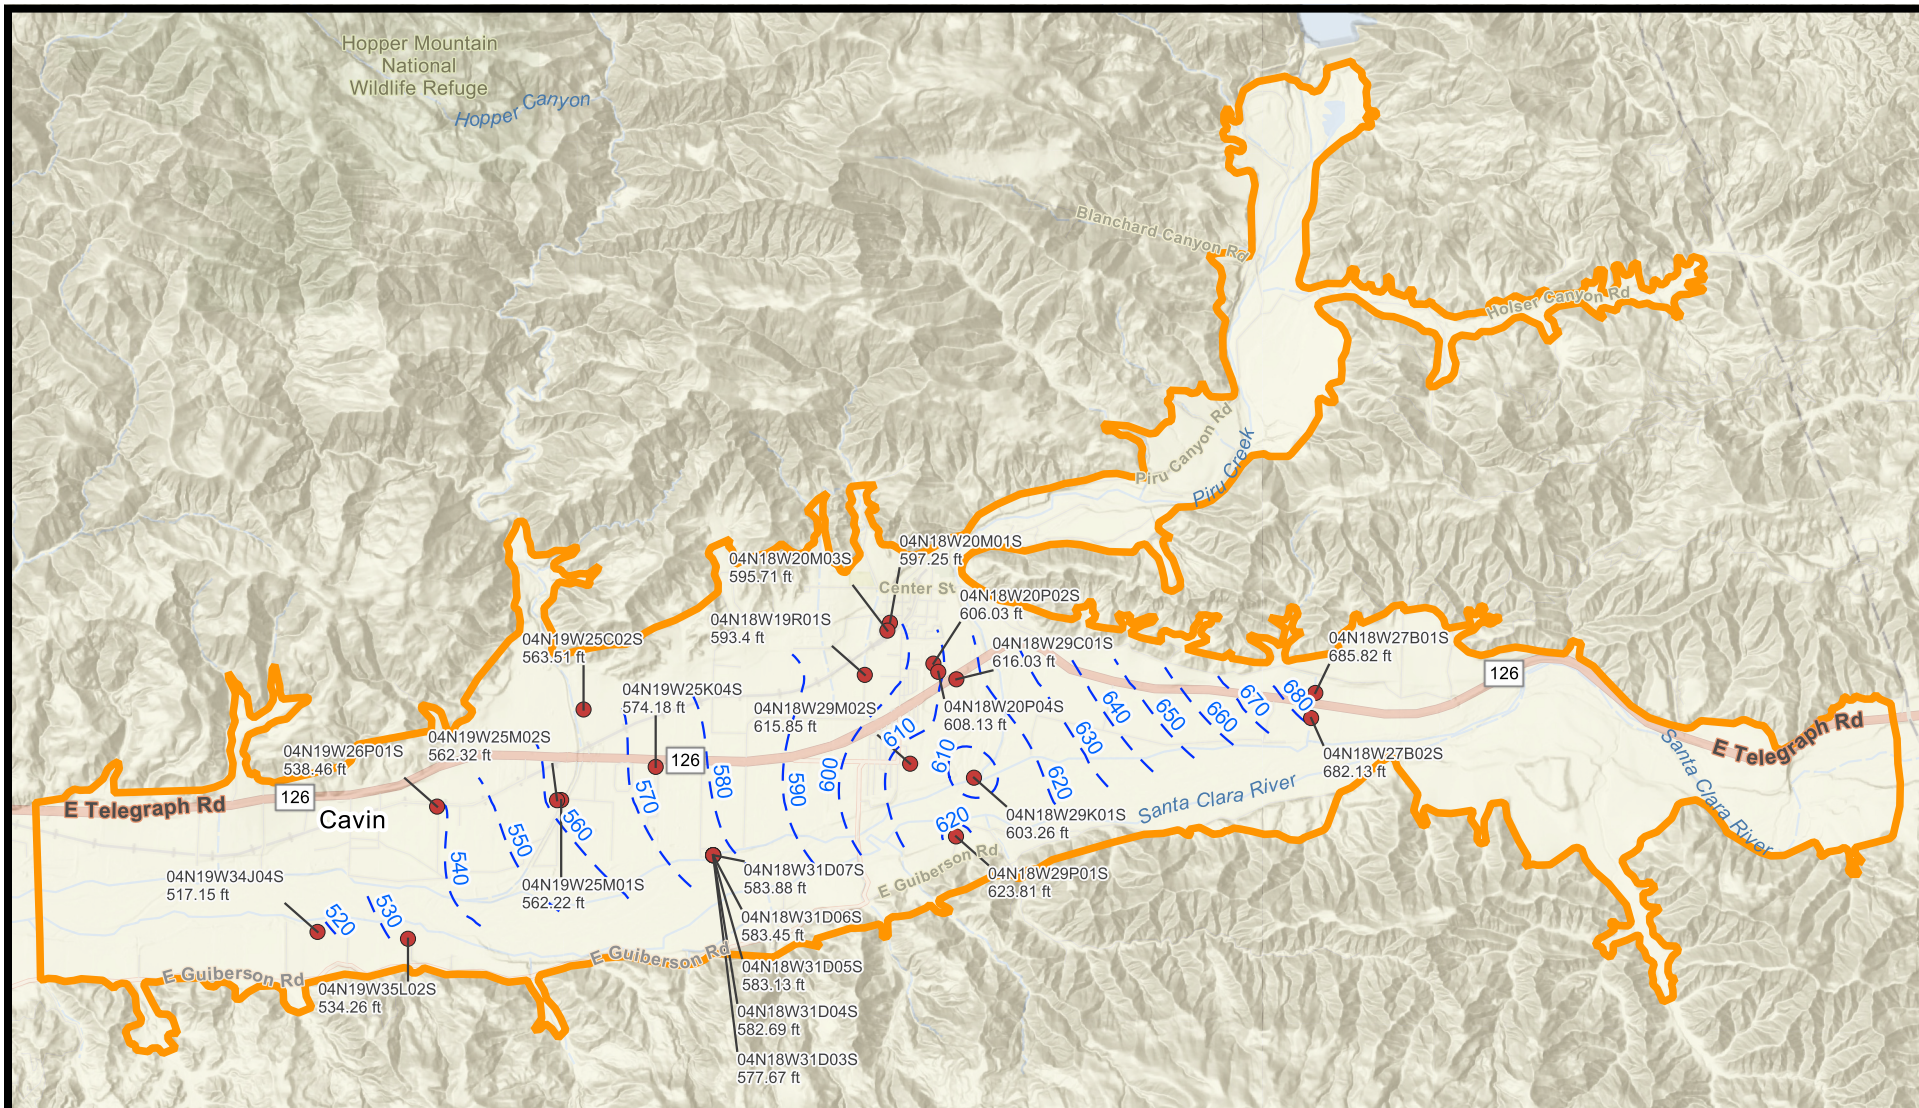 Hopper Mountain
National
Wildlife Refuge
Hopper Canyon
Blanchard Canyon Rd
Holser Canyon Rd
Piru Canyon Rd
Piru Creek
04N18W20M03S
595.71 ft
04N18W20M01S
597.25 ft
Center St
04N18W20P02S
606.03 ft
04N18W19R01S
593.4 ft
04N18W29C01S
616.03 ft
04N19W25C02S
563.51 ft
04N18W27B01S
685.82 ft
126
04N19W25K04S
574.18 ft
04N18W29M02S
615.85 ft
04N18W20P04S
608.13 ft
04N19W25M02S
562.32 ft
04N19W26P01S
538.46 ft
04N18W27B02S
682.13 ft
E Telegraph Rd
Santa Clara River
126
126
E Telegraph Rd
Cavin
520
530
540
550
560
570
580
590
600
610
610
620
620
630
640
650
660
670
680
Santa Clara River
04N18W29K01S
603.26 ft
E Guiberson Rd
04N18W29P01S
623.81 ft
04N19W34J04S
517.15 ft
04N19W25M01S
562.22 ft
04N18W31D07S
583.88 ft
04N18W31D06S
583.45 ft
04N18W31D05S
583.13 ft
04N18W31D04S
582.69 ft
04N18W31D03S
577.67 ft
E Guiberson Rd
E Guiberson Rd
04N19W35L02S
534.26 ft